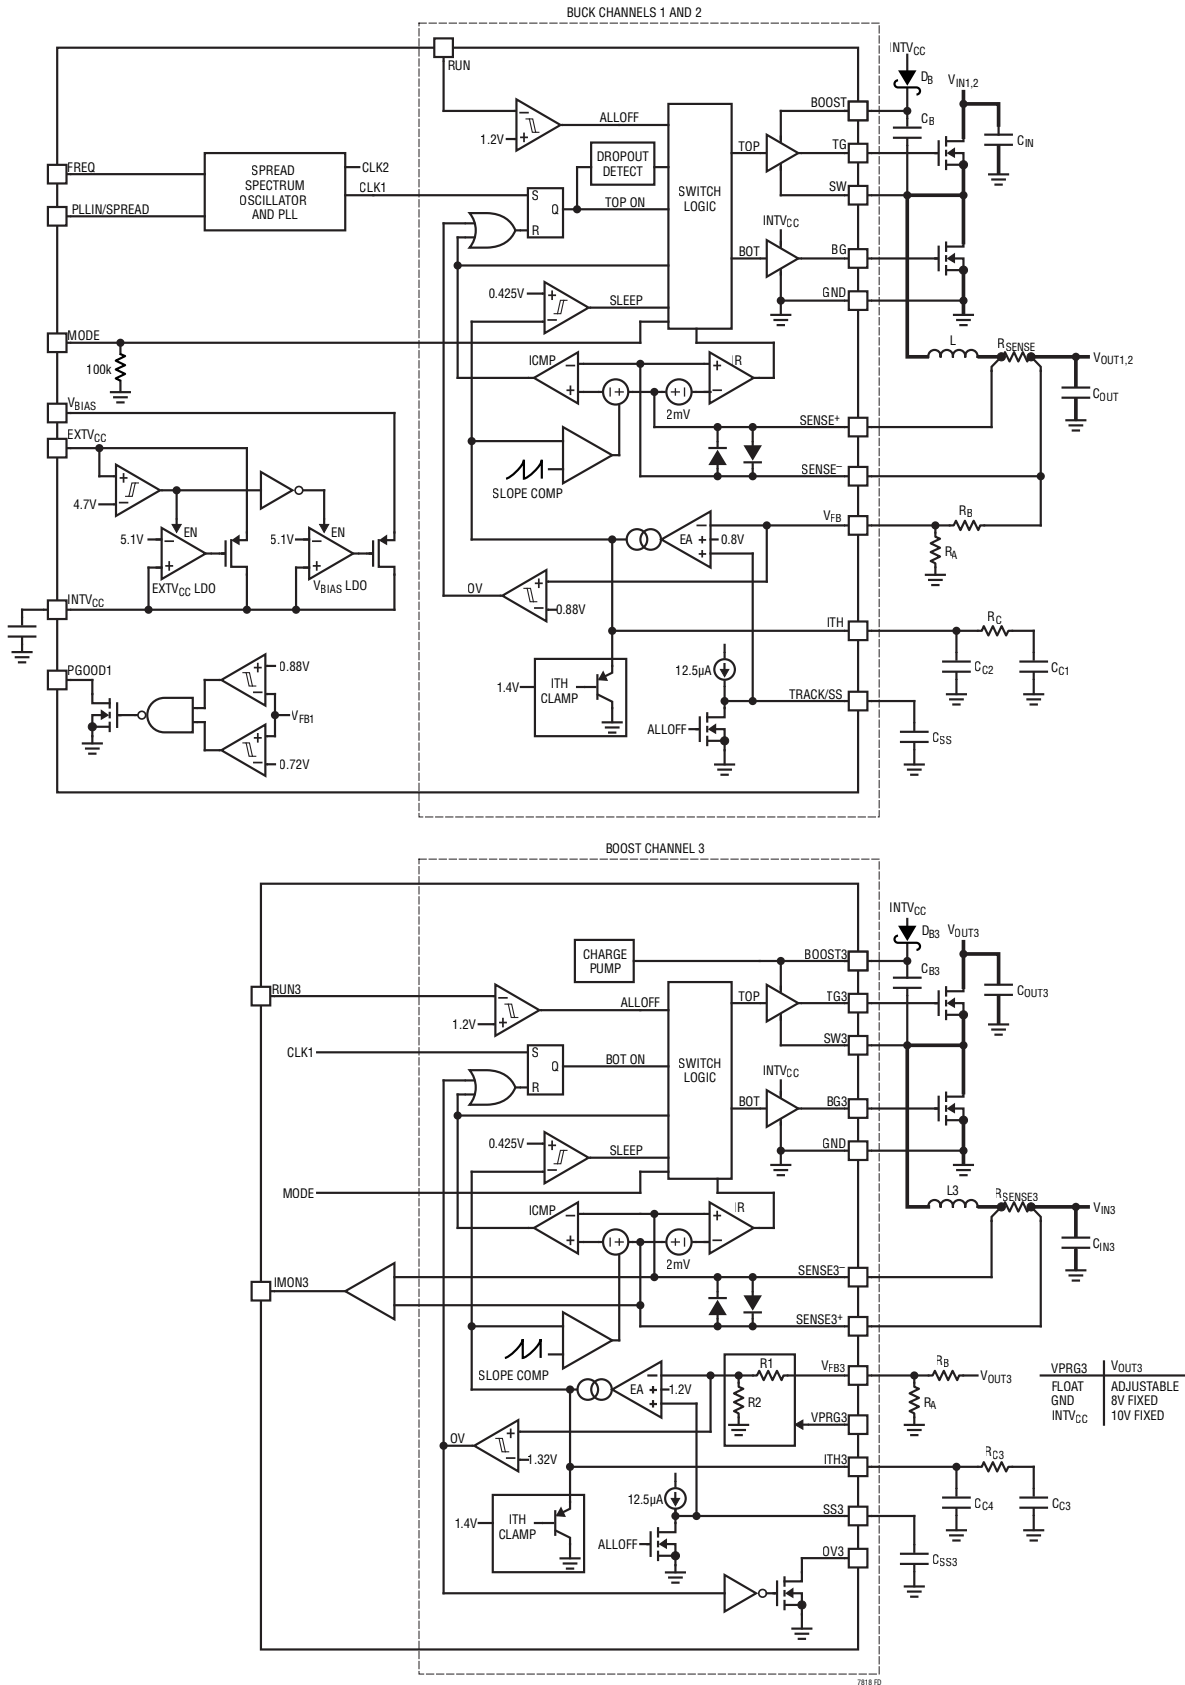 BUCK CHANNELS 1 AND 2
RUN
INTVCC
DB
VIN1,2
BOOST
CB
CIN
1.2V
ALLOFF
TOP
TG
DROPOUT
DETECT
SWITCH
LOGIC
SW
FREQ
SPREAD
SPECTRUM
OSCILLATOR
AND PLL
CLK2
CLK1
PLLIN/SPREAD
S
Q
R
TOP ON
INTVCC
BOT
BG
0.425V
SLEEP
GND
MODE
100k
ICMP
IR
2mV
L
RSENSE
VOUT1,2
COUT
VBIAS
EXTVCC
SENSE+
SENSE–
SLOPE COMP
4.7V
5.1V
EN
EXTVCC LDO
5.1V
EN
VBIAS LDO
EA
0.8V
VFB
RB
RA
INTVCC
OV
0.88V
ITH
RC
CC2
CC1
PGOOD1
0.88V
VFB1
0.72V
1.4V
ITH
CLAMP
12.5µA
TRACK/SS
ALLOFF
CSS
BOOST CHANNEL 3
INTVCC
DB3
VOUT3
CHARGE
PUMP
BOOST3
CB3
COUT3
RUN3
1.2V
ALLOFF
TOP
TG3
SW3
CLK1
S
Q
R
BOT ON
SWITCH
LOGIC
INTVCC
BOT
BG3
0.425V
SLEEP
GND
MODE
ICMP
IR
2mV
L3
RSENSE3
VIN3
CIN3
IMON3
SENSE3–
SENSE3+
SLOPE COMP
EA
1.2V
R1
R2
VFB3
RB
VOUT3
RA
VPRG3
VPRG3 VOUT3
FLOAT ADJUSTABLE
GND 8V FIXED
INTVCC 10V FIXED
OV
1.32V
ITH3
RC3
CC4
CC3
1.4V
ITH
CLAMP
12.5µA
SS3
ALLOFF
CSS3
OV3
7818 FD